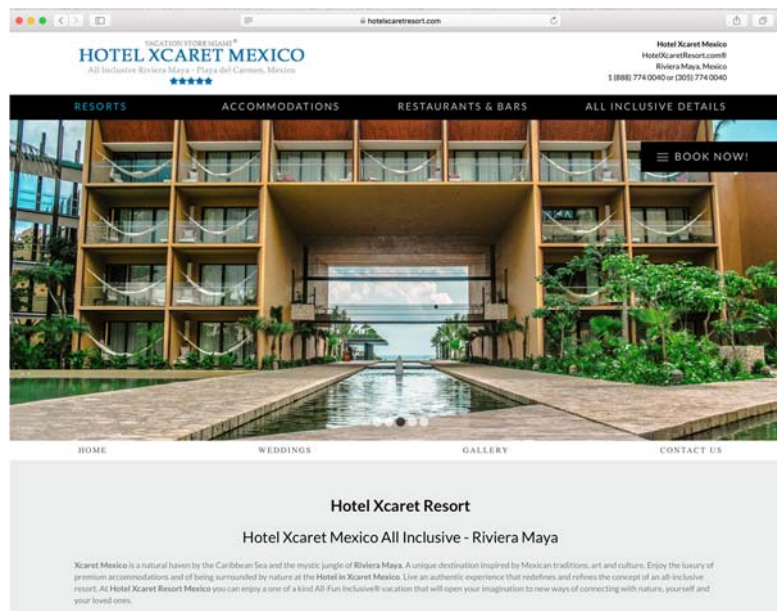 hotelxcaretresort.com
VACATION STORE MIAMI®
HOTEL XCARET MEXICO
All Inclusive Riviera Maya - Playa del Carmen, Mexico
Hotel Xcaret Mexico
HotelXcaretResort.com®
Riviera Maya, Mexico
1 (888) 774 0040 or (305) 774 0040
RESORTS ACCOMMODATIONS RESTAURANTS & BARS ALL INCLUSIVE DETAILS
BOOK NOW!
HOME WEDDINGS GALLERY CONTACT US
Hotel Xcaret Resort
Hotel Xcaret Mexico All Inclusive - Riviera Maya
Xcaret Mexico is a natural haven by the Caribbean Sea and the mystic jungle of Riviera Maya. A unique destination inspired by Mexican traditions, art and culture. Enjoy the luxury of
premium accommodations and of being surrounded by nature at the Hotel in Xcaret Mexico. Live an authentic experience that redefines and refines the concept of an all-inclusive
resort. At Hotel Xcaret Resort Mexico you can enjoy a one of a kind All-Fun Inclusive® vacation that will open your imagination to new ways of connecting with nature, yourself and
your loved ones.